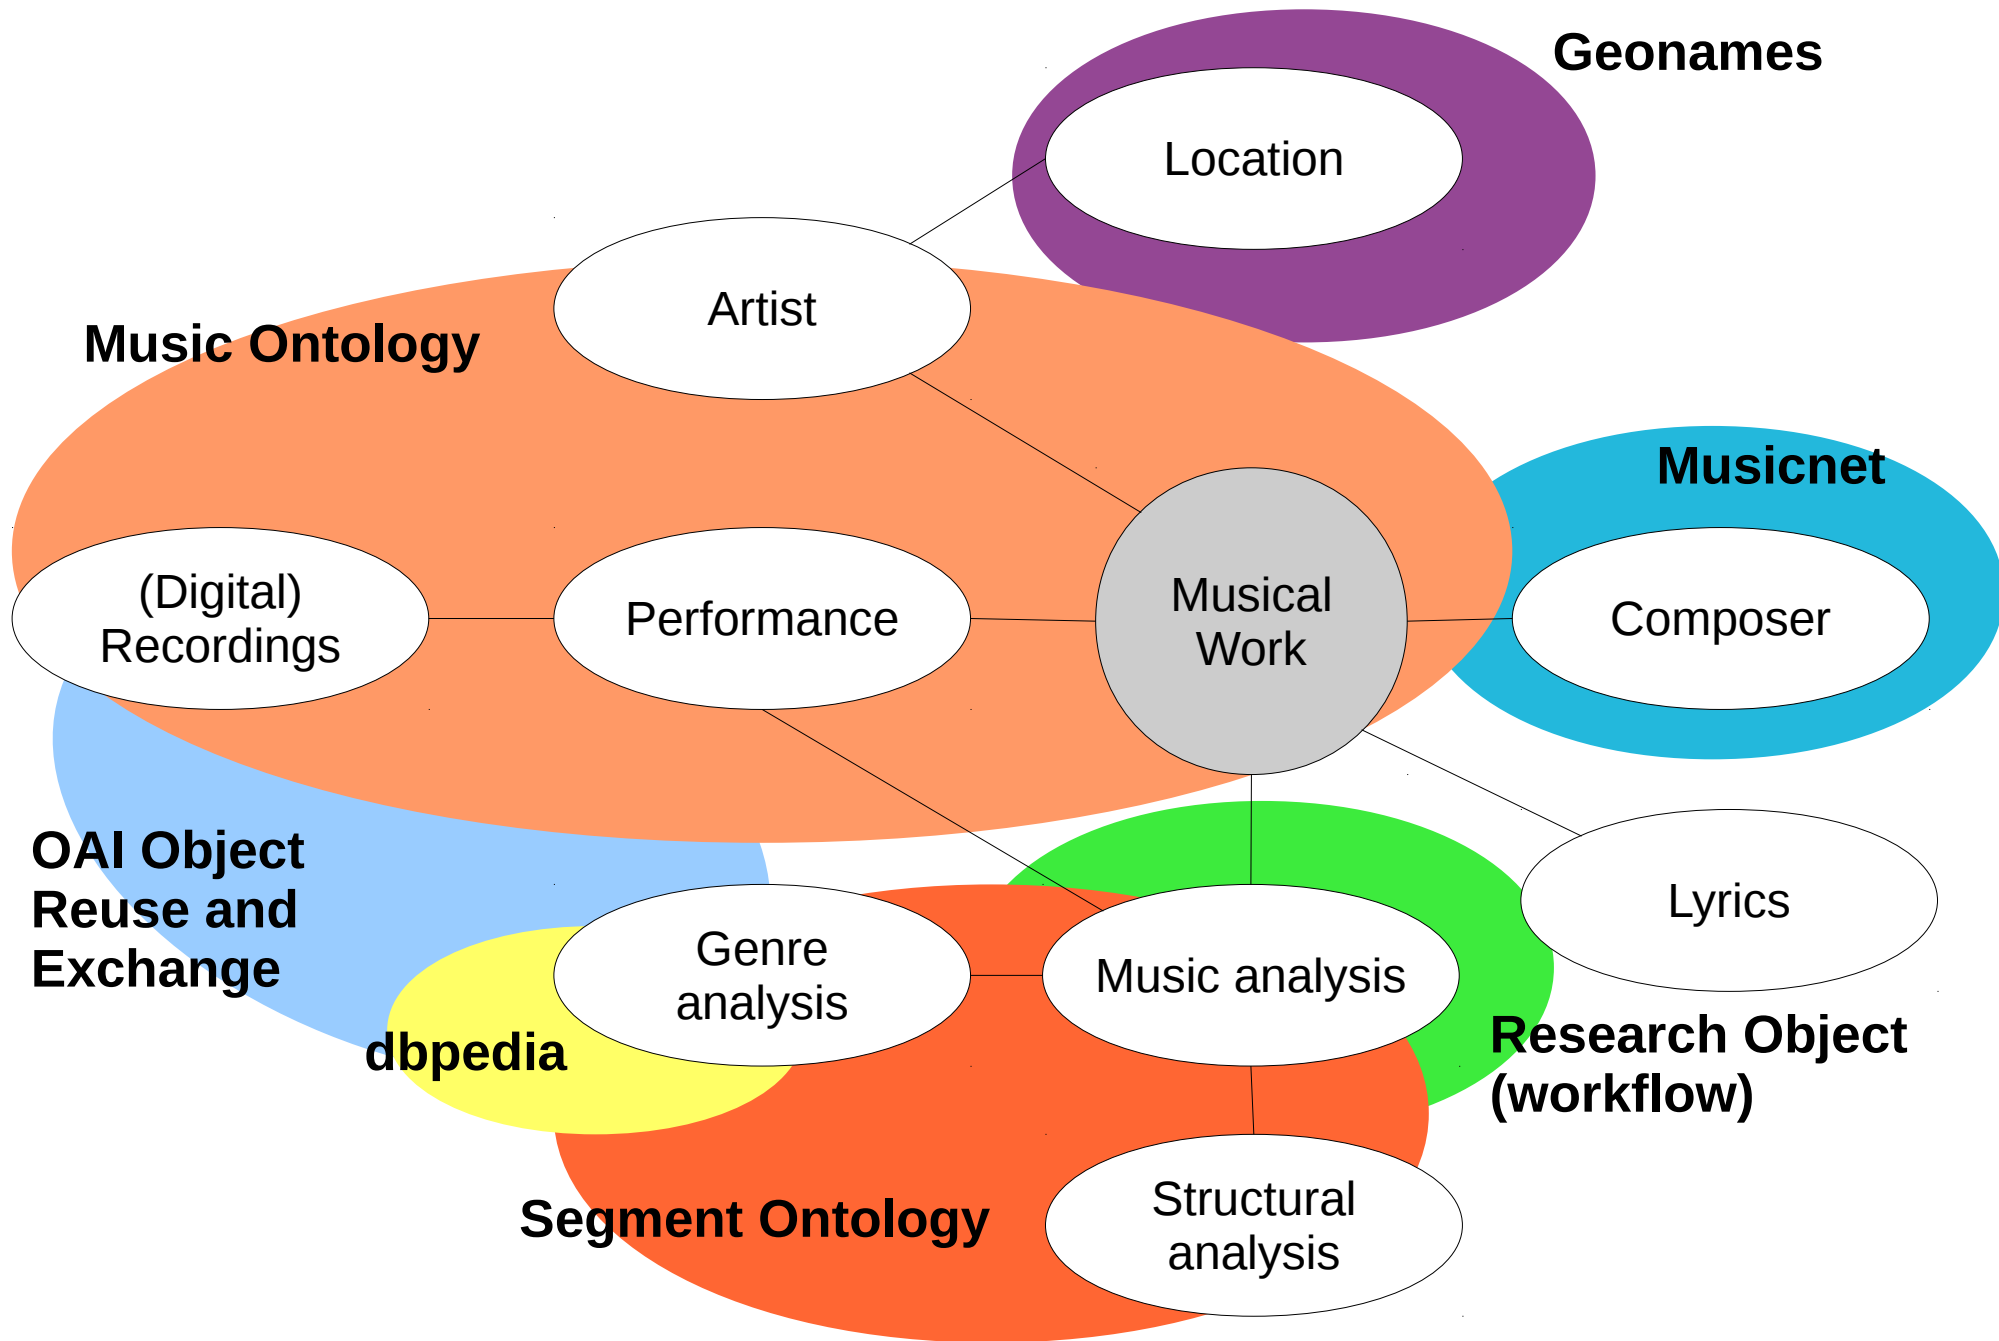 Geonames
Location
Artist
Music Ontology
Musicnet
(Digital)
Recordings
Performance
Musical
Work
Composer
OAI Object
Reuse and
Exchange
Lyrics
Genre
analysis
Music analysis
dbpedia
Research Object
(workflow)
Segment Ontology
Structural
analysis